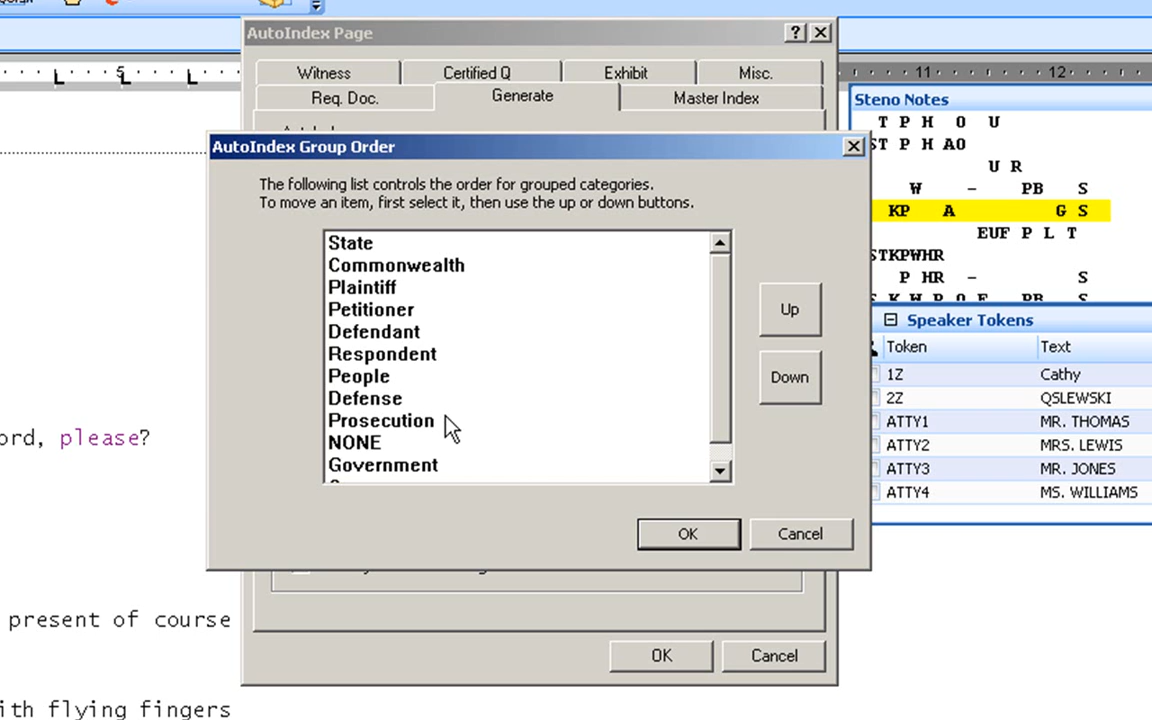 AutoIndex Page
Witness
Certified Q
Exhibit
Misc.
Req. Doc.
Generate
Master Index
AutoIndex Group Order
The following list controls the order for grouped categories.
To move an item, first select it, then use the up or down buttons.
State
Commonwealth
Plaintiff
Petitioner
Defendant
Respondent
People
Defense
Prosecution
NONE
Government
Up
Down
OK
Cancel
OK
Cancel
5
11
12
Steno Notes
T P H O U
STP H AO
U R
W - PB S
KP A G S
EUF P L T
STKPWHR
P HR - S
Speaker Tokens
Token Text
1Z Cathy
2Z QSLEWSKI
ATTY1 MR. THOMAS
ATTY2 MRS. LEWIS
ATTY3 MR. JONES
ATTY4 MS. WILLIAMS
ord, please?
present of course
ith flying fingers